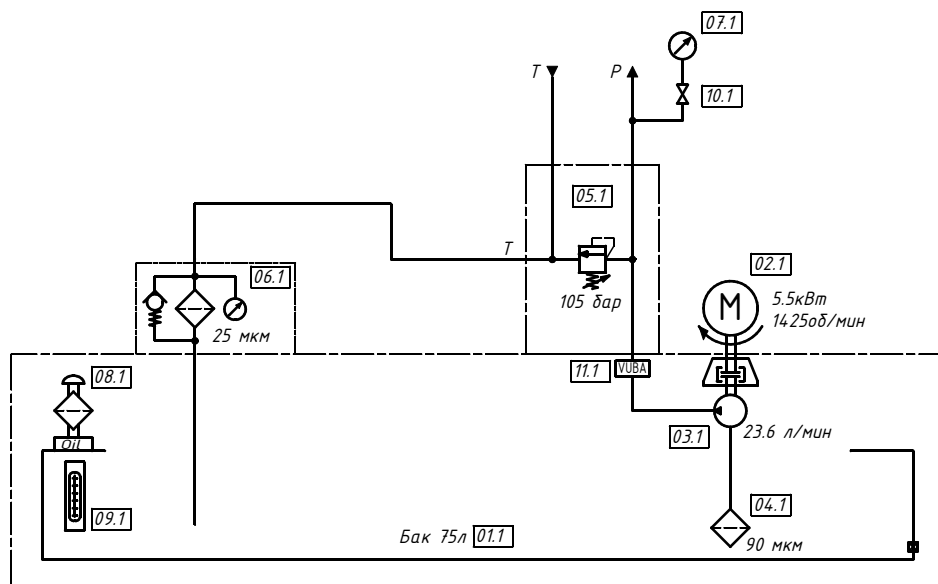 07.1
T
P
10.1
05.1
T
06.1
02.1
М
5.5кВт
1425об/мин
105 бар
25 мкм
11.1
VUBA
08.1
Oil
03.1
23.6 л/мин
09.1
04.1
Бак 75л 01.1
90 мкм